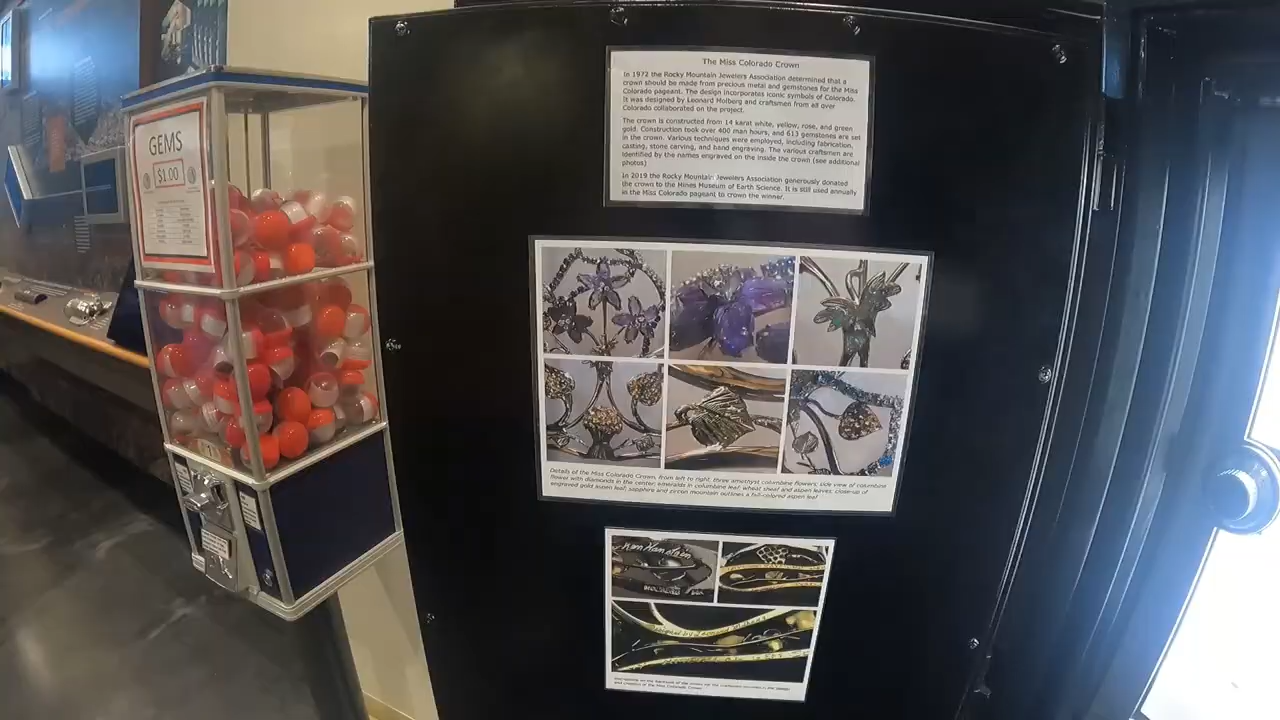 GEMS
$1.00
The Miss Colorado Crown
In 1972 the Rocky Mountain Jewelers Association determined that a
crown should be made from precious metal and gemstones for the Miss
Colorado pageant. The design incorporates iconic symbols of Colorado.
It was designed by Leonard Molberg and craftsmen from all over
Colorado collaborated on the project.
The crown is constructed from 14 karat white, yellow, rose, and green
gold. Construction took over 400 man hours, and 613 gemstones are set
in the crown. Various techniques were employed, including fabrication,
casting, stone carving, and hand engraving. The various craftsmen are
identified by the names engraved on the inside the crown (see additional
photos)
In 2019 the Rocky Mountain Jewelers Association generously donated
the crown to the Mines Museum of Earth Science. It is still used annually
in the Miss Colorado pageant to crown the winner.
Details of the Miss Colorado Crown, from left to right: three amethyst columbine flowers; side view of columbine
flower with diamonds in the center; emeralds in columbine leaf; wheat sheaf and aspen leaves; close-up of
engraved gold aspen leaf; sapphire and zircon mountain outlines a fall-colored aspen leaf